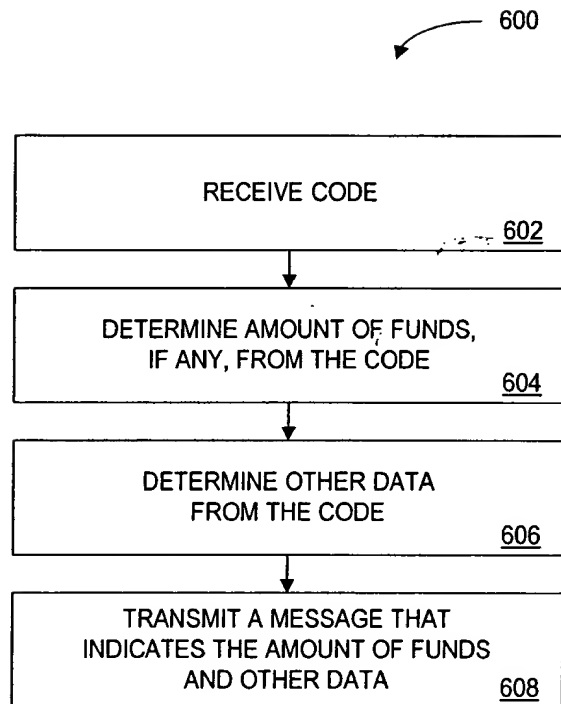 600
RECEIVE CODE
602
DETERMINE AMOUNT OF FUNDS,
IF ANY, FROM THE CODE
604
DETERMINE OTHER DATA
FROM THE CODE
606
TRANSMIT A MESSAGE THAT
INDICATES THE AMOUNT OF FUNDS
AND OTHER DATA
608